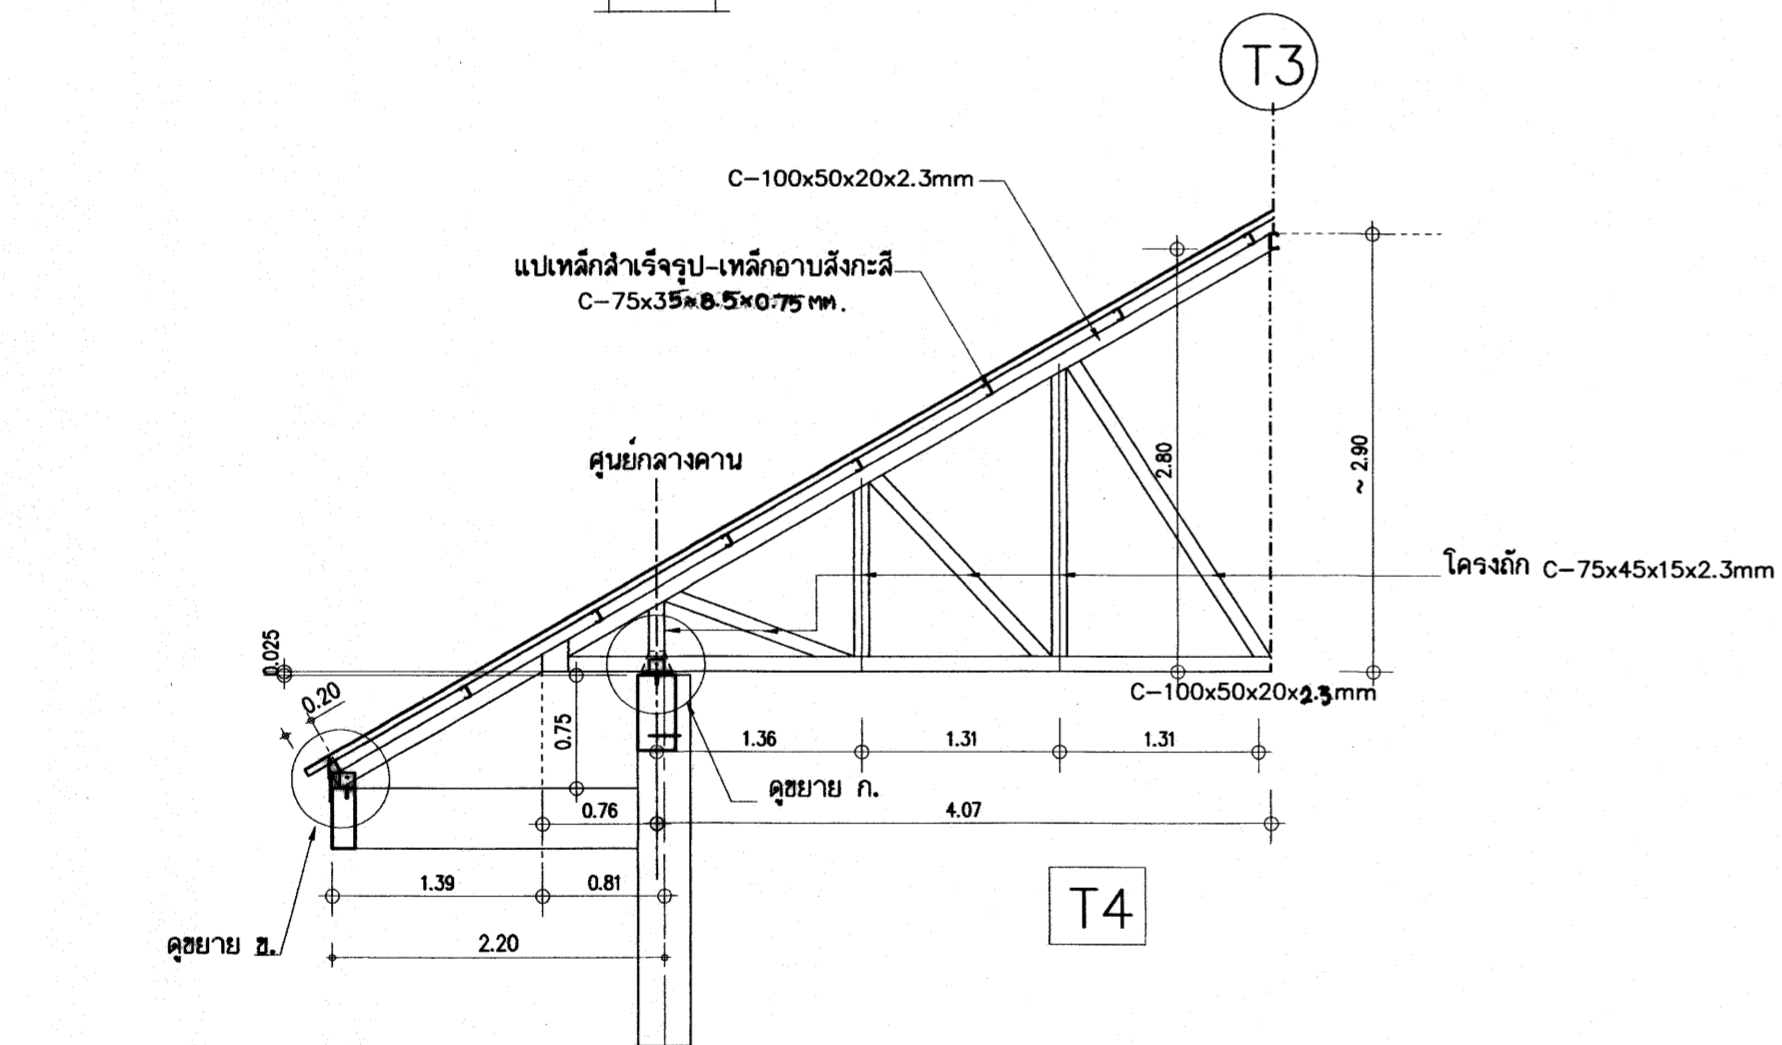 T3
C-100x50x20x2.3mm
แปเหล็กสำเร็จรูป-เหล็กอาบสังกะสี
C-75x35x8.5x0.75 mm.
ศูนย์กลางคาน
2.80
~ 2.90
โครงถัก C-75x45x15x2.3mm
0.025
0.20
0.75
C-100x50x20x2.3mm
1.36
1.31
1.31
ดูขยาย ก.
0.76
4.07
1.39
0.81
T4
ดูขยาย ข.
2.20